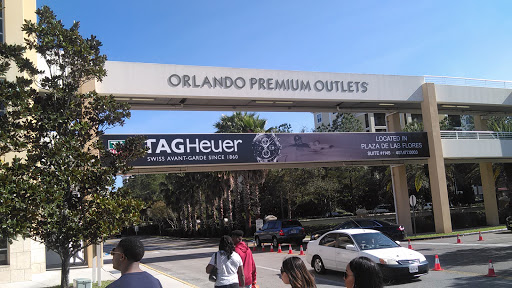 ORLANDO PREMIUM OUTLETS
TAGHeuer
SWISS AVANT-GARDE SINCE 1860
LOCATED IN
PLAZA DE LAS FLORES